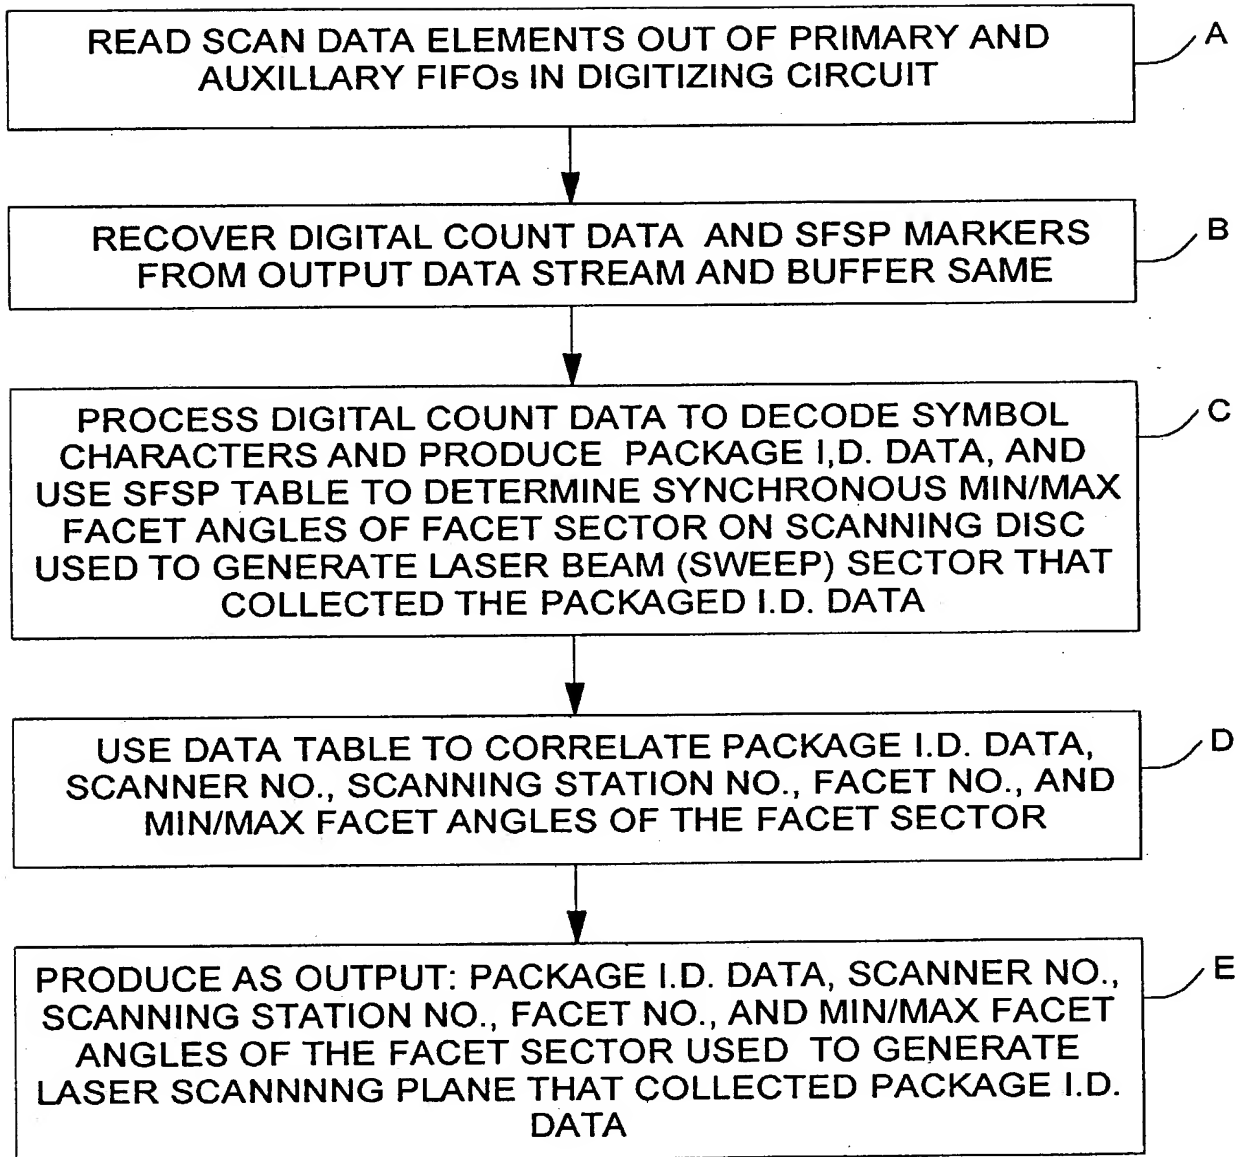 READ SCAN DATA ELEMENTS OUT OF PRIMARY AND
AUXILLARY FIFOs IN DIGITIZING CIRCUIT
A
RECOVER DIGITAL COUNT DATA AND SFSP MARKERS
FROM OUTPUT DATA STREAM AND BUFFER SAME
B
PROCESS DIGITAL COUNT DATA TO DECODE SYMBOL
CHARACTERS AND PRODUCE PACKAGE I,D. DATA, AND
USE SFSP TABLE TO DETERMINE SYNCHRONOUS MIN/MAX
FACET ANGLES OF FACET SECTOR ON SCANNING DISC
USED TO GENERATE LASER BEAM (SWEEP) SECTOR THAT
COLLECTED THE PACKAGED I.D. DATA
C
USE DATA TABLE TO CORRELATE PACKAGE I.D. DATA,
SCANNER NO., SCANNING STATION NO., FACET NO., AND
MIN/MAX FACET ANGLES OF THE FACET SECTOR
D
PRODUCE AS OUTPUT: PACKAGE I.D. DATA, SCANNER NO.,
SCANNING STATION NO., FACET NO., AND MIN/MAX FACET
ANGLES OF THE FACET SECTOR USED TO GENERATE
LASER SCANNNNG PLANE THAT COLLECTED PACKAGE I.D.
DATA
E